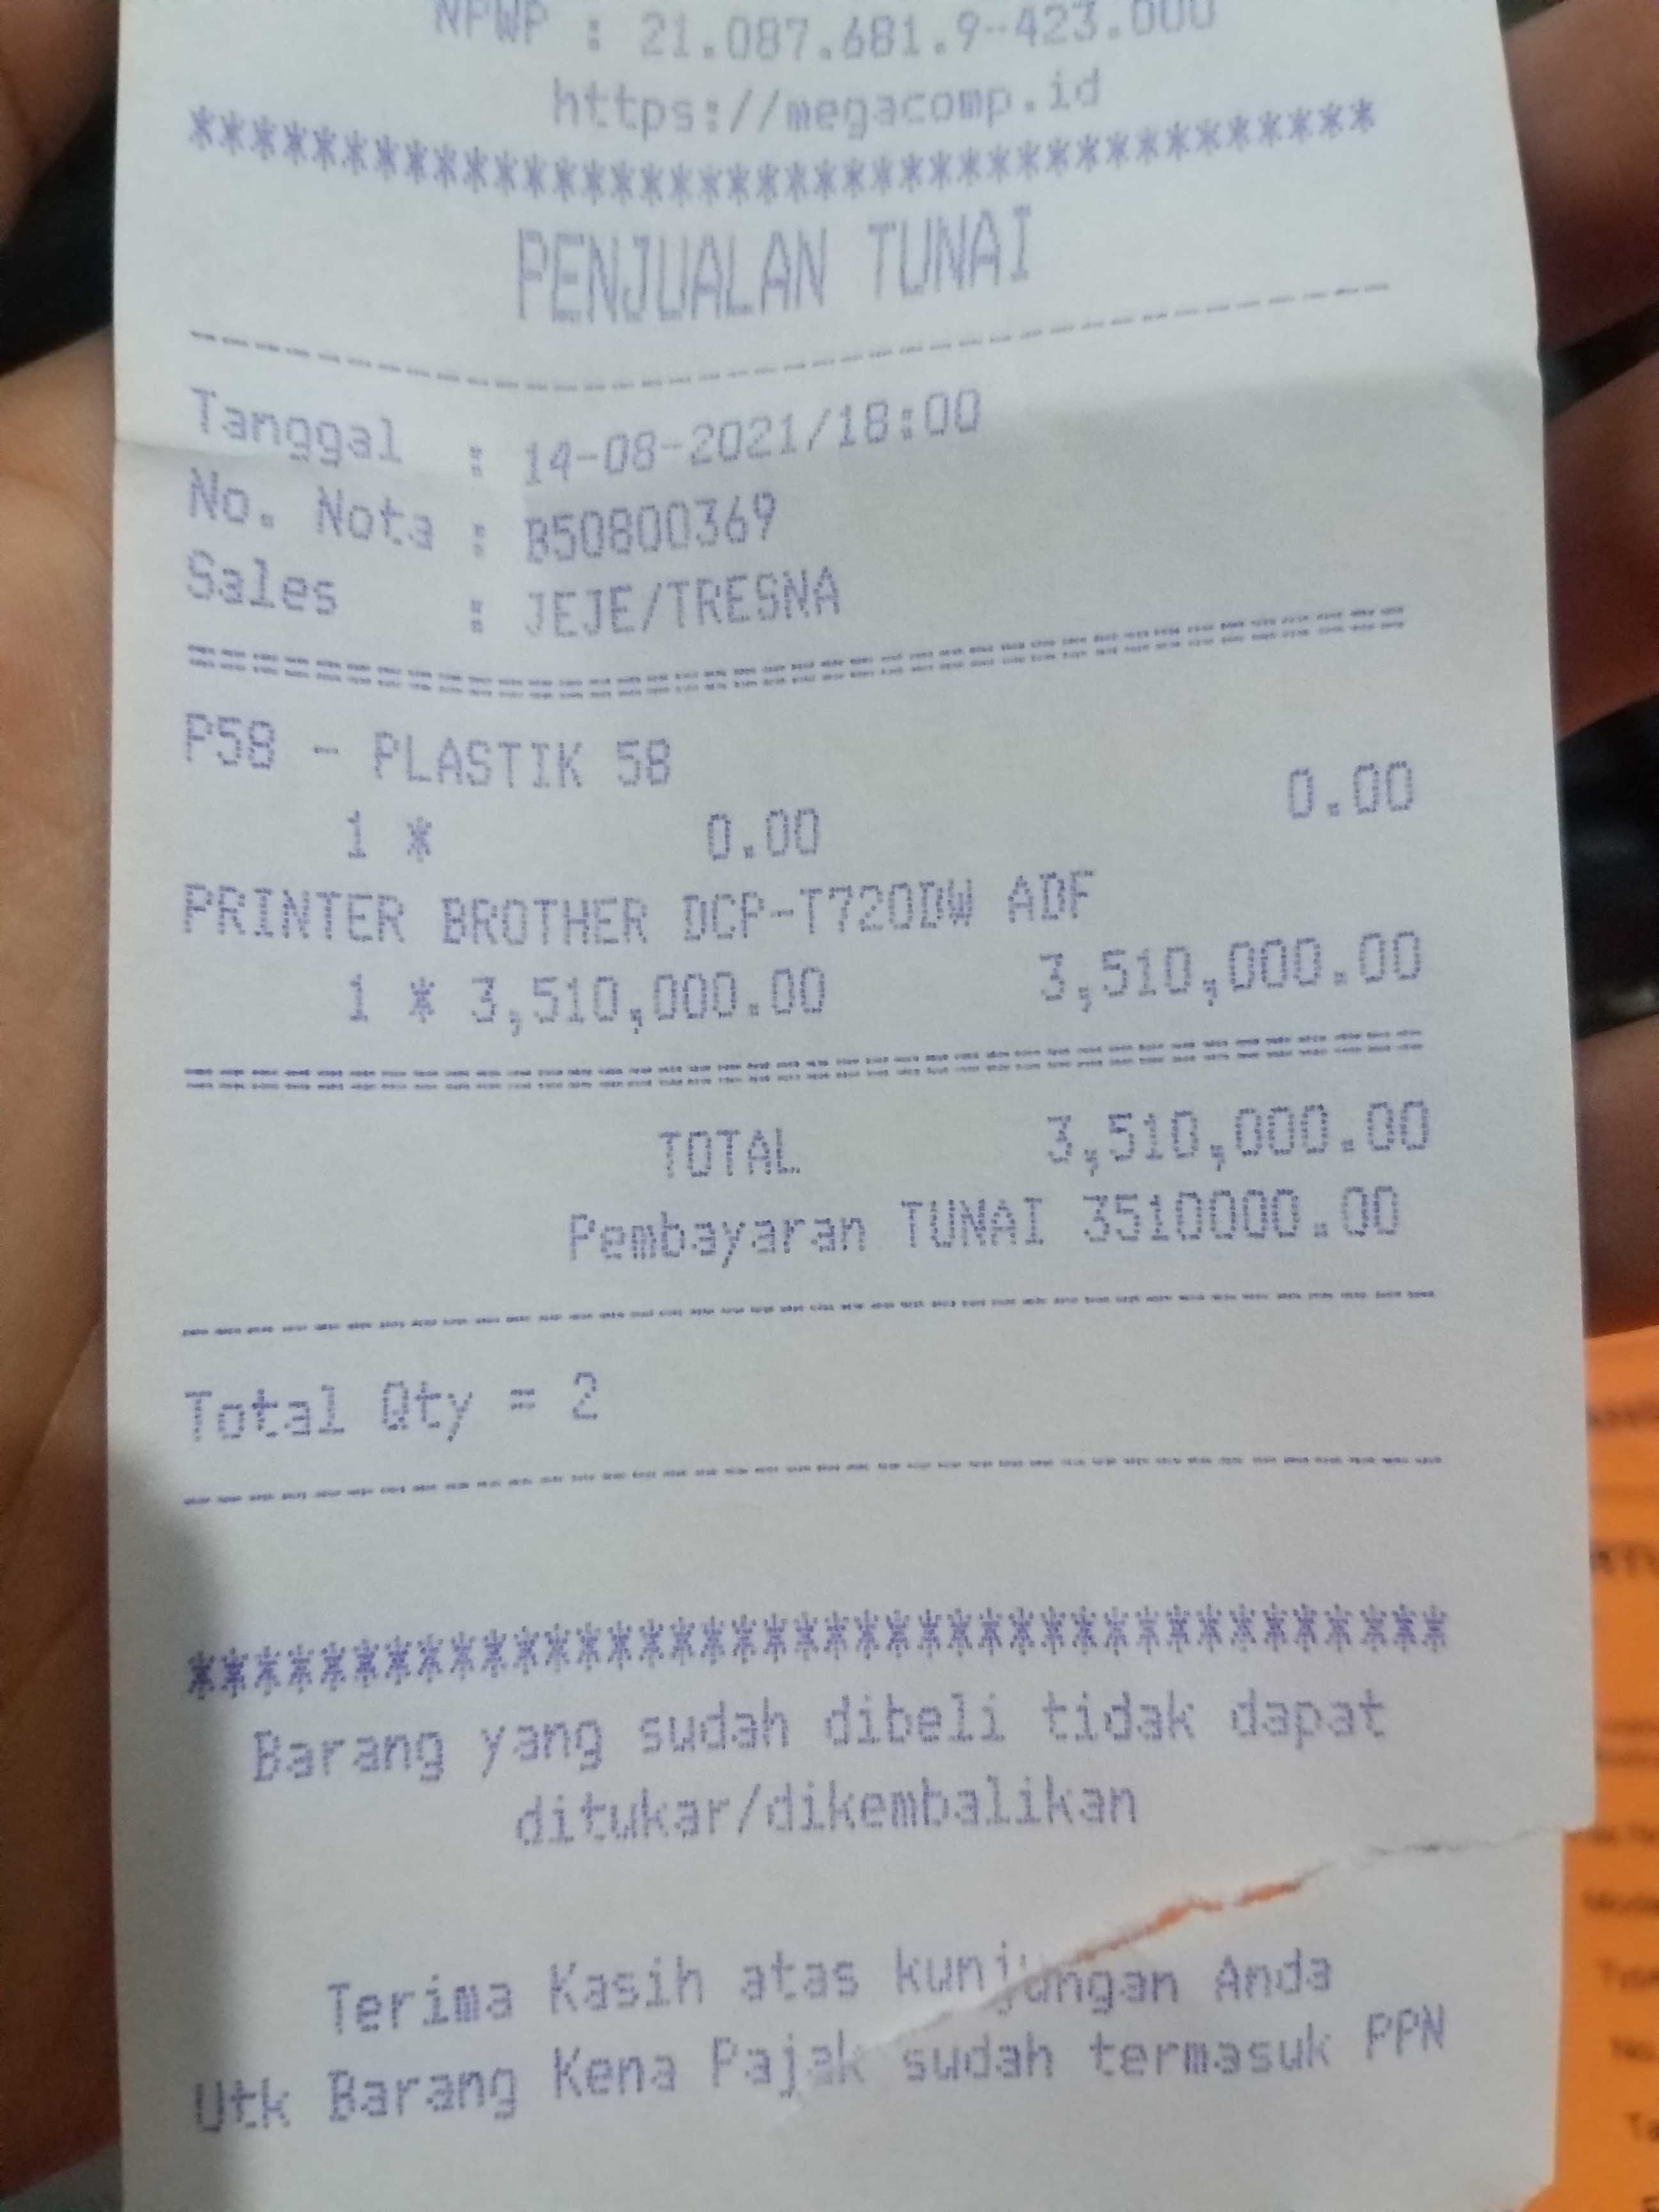 NPWP : 21.087.681.9-423.000
https://megacomp.id
***************************************
PENJUALAN TUNAI
----------------------------------------
Tanggal : 14-08-2021/18:00
No. Nota : B50800369
Sales : JEJE/TRESNA
========================================
P58 - PLASTIK 58
1 * 0.00 0.00
PRINTER BROTHER DCP-T720DW ADF
1 * 3,510,000.00 3,510,000.00
========================================
TOTAL 3,510,000.00
Pembayaran TUNAI 3510000.00
----------------------------------------
Total Qty = 2
----------------------------------------
****************************************
Barang yang sudah dibeli tidak dapat
ditukar/dikembalikan
Terima Kasih atas kunjungan Anda
Utk Barang Kena Pajak sudah termasuk PPN